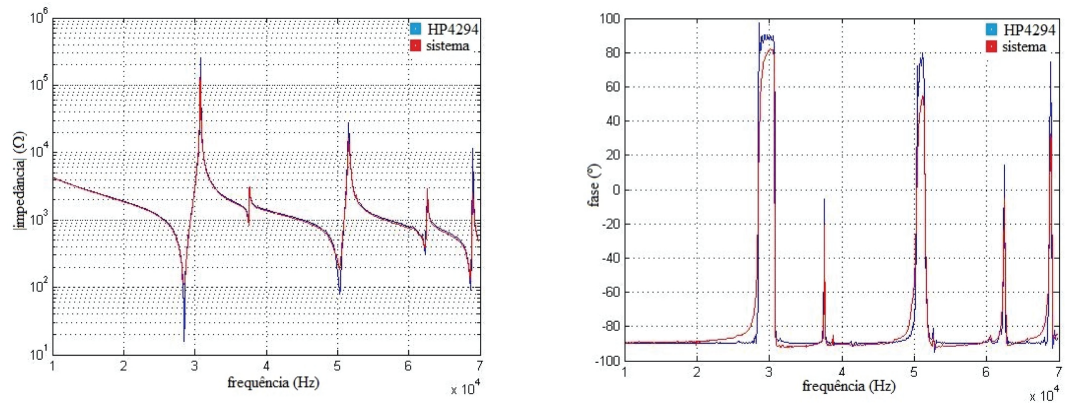 10^6
10^5
10^4
10^3
10^2
10^1
|impedância| (Ω)
HP4294
sistema
1 2 3 4 5 6 7
frequência (Hz)
x 10^4
100
80
60
40
20
0
-20
-40
-60
-80
-100
fase (°)
HP4294
sistema
1 2 3 4 5 6 7
frequência (Hz)
x 10^4